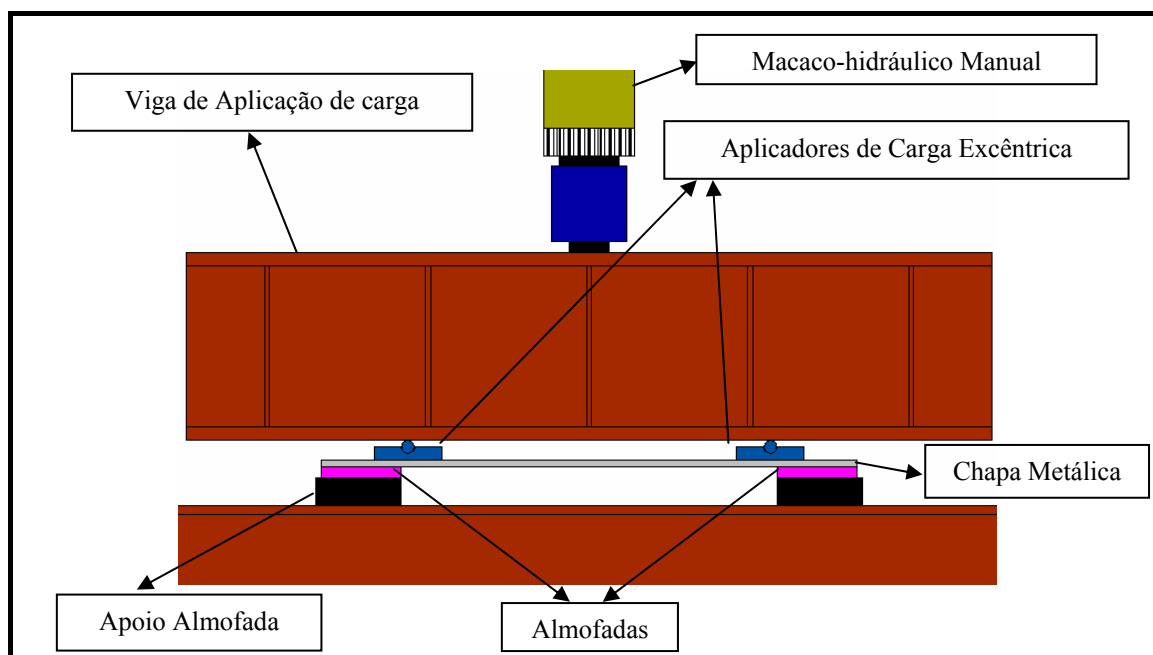 Macaco-hidráulico Manual
Viga de Aplicação de carga
Aplicadores de Carga Excêntrica
Chapa Metálica
Apoio Almofada
Almofadas